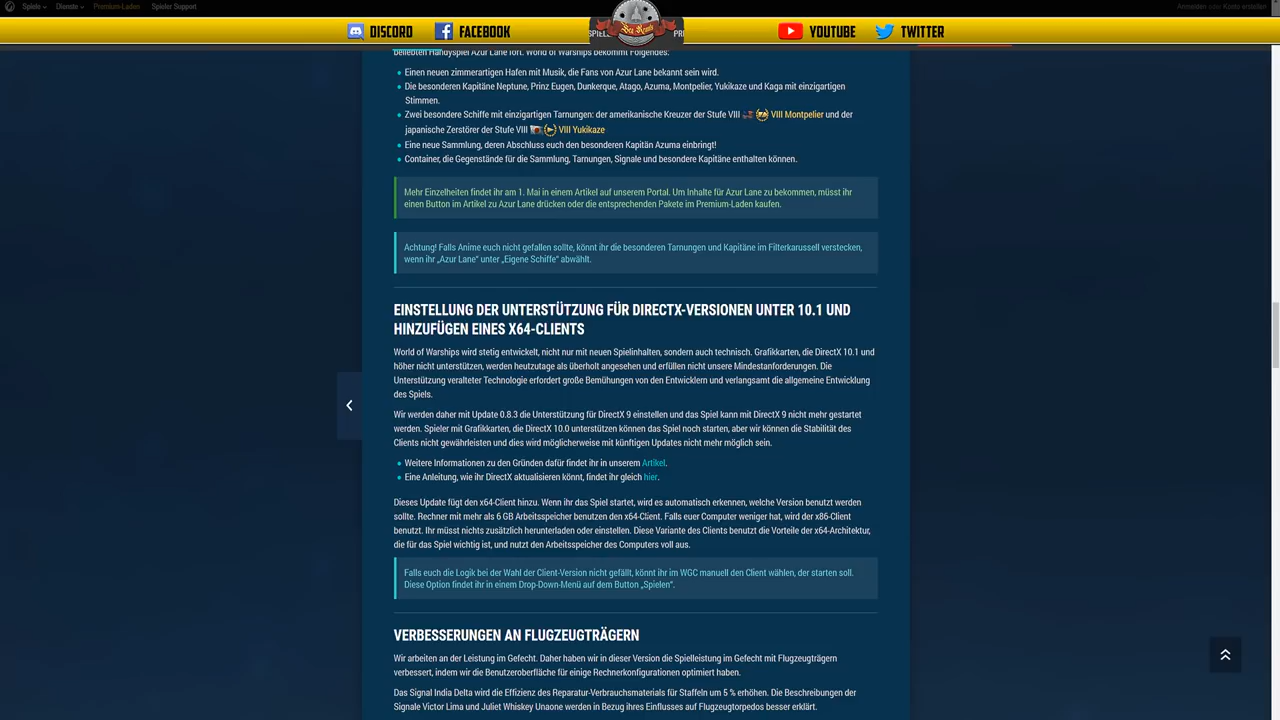 Spiele
Dienste
Premium-Laden
Spieler Support
Anmelden oder Konto erstellen
DISCORD
FACEBOOK
YOUTUBE
TWITTER
beliebten Handyspiel Azur Lane fort. World of Warships bekommt Folgendes:
Einen neuen zimmerartigen Hafen mit Musik, die Fans von Azur Lane bekannt sein wird.
Die besonderen Kapitäne Neptune, Prinz Eugen, Dunkerque, Atago, Azuma, Montpelier, Yukikaze und Kaga mit einzigartigen
Stimmen.
Zwei besondere Schiffe mit einzigartigen Tarnungen: der amerikanische Kreuzer der Stufe VIII VIII Montpelier und der
japanische Zerstörer der Stufe VIII VIII Yukikaze
Eine neue Sammlung, deren Abschluss euch den besonderen Kapitän Azuma einbringt!
Container, die Gegenstände für die Sammlung, Tarnungen, Signale und besondere Kapitäne enthalten können.
Mehr Einzelheiten findet ihr am 1. Mai in einem Artikel auf unserem Portal. Um Inhalte für Azur Lane zu bekommen, müsst ihr
einen Button im Artikel zu Azur Lane drücken oder die entsprechenden Pakete im Premium-Laden kaufen.
Achtung! Falls Anime euch nicht gefallen sollte, könnt ihr die besonderen Tarnungen und Kapitäne im Filterkarussell verstecken,
wenn ihr „Azur Lane“ unter „Eigene Schiffe“ abwählt.
EINSTELLUNG DER UNTERSTÜTZUNG FÜR DIRECTX-VERSIONEN UNTER 10.1 UND
HINZUFÜGEN EINES X64-CLIENTS
World of Warships wird stetig entwickelt, nicht nur mit neuen Spielinhalten, sondern auch technisch. Grafikkarten, die DirectX 10.1 und
höher nicht unterstützen, werden heutzutage als überholt angesehen und erfüllen nicht unsere Mindestanforderungen. Die
Unterstützung veralteter Technologie erfordert große Bemühungen von den Entwicklern und verlangsamt die allgemeine Entwicklung
des Spiels.
Wir werden daher mit Update 0.8.3 die Unterstützung für DirectX 9 einstellen und das Spiel kann mit DirectX 9 nicht mehr gestartet
werden. Spieler mit Grafikkarten, die DirectX 10.0 unterstützen können das Spiel noch starten, aber wir können die Stabilität des
Clients nicht gewährleisten und dies wird möglicherweise mit künftigen Updates nicht mehr möglich sein.
Weitere Informationen zu den Gründen dafür findet ihr in unserem Artikel.
Eine Anleitung, wie ihr DirectX aktualisieren könnt, findet ihr gleich hier.
Dieses Update fügt den x64-Client hinzu. Wenn ihr das Spiel startet, wird es automatisch erkennen, welche Version benutzt werden
sollte. Rechner mit mehr als 6 GB Arbeitsspeicher benutzen den x64-Client. Falls euer Computer weniger hat, wird der x86-Client
benutzt. Ihr müsst nichts zusätzlich herunterladen oder einstellen. Diese Variante des Clients benutzt die Vorteile der x64-Architektur,
die für das Spiel wichtig ist, und nutzt den Arbeitsspeicher des Computers voll aus.
Falls euch die Logik bei der Wahl der Client-Version nicht gefällt, könnt ihr im WGC manuell den Client wählen, der starten soll.
Diese Option findet ihr in einem Drop-Down-Menü auf dem Button „Spielen“.
VERBESSERUNGEN AN FLUGZEUGTRÄGERN
Wir arbeiten an der Leistung im Gefecht. Daher haben wir in dieser Version die Spielleistung im Gefecht mit Flugzeugträgern
verbessert, indem wir die Benutzeroberfläche für einige Rechnerkonfigurationen optimiert haben.
Das Signal India Delta wird die Effizienz des Reparatur-Verbrauchsmaterials für Staffeln um 5 % erhöhen. Die Beschreibungen der
Signale Victor Lima und Juliet Whiskey Unaone werden in Bezug ihres Einflusses auf Flugzeugtorpedos besser erklärt.